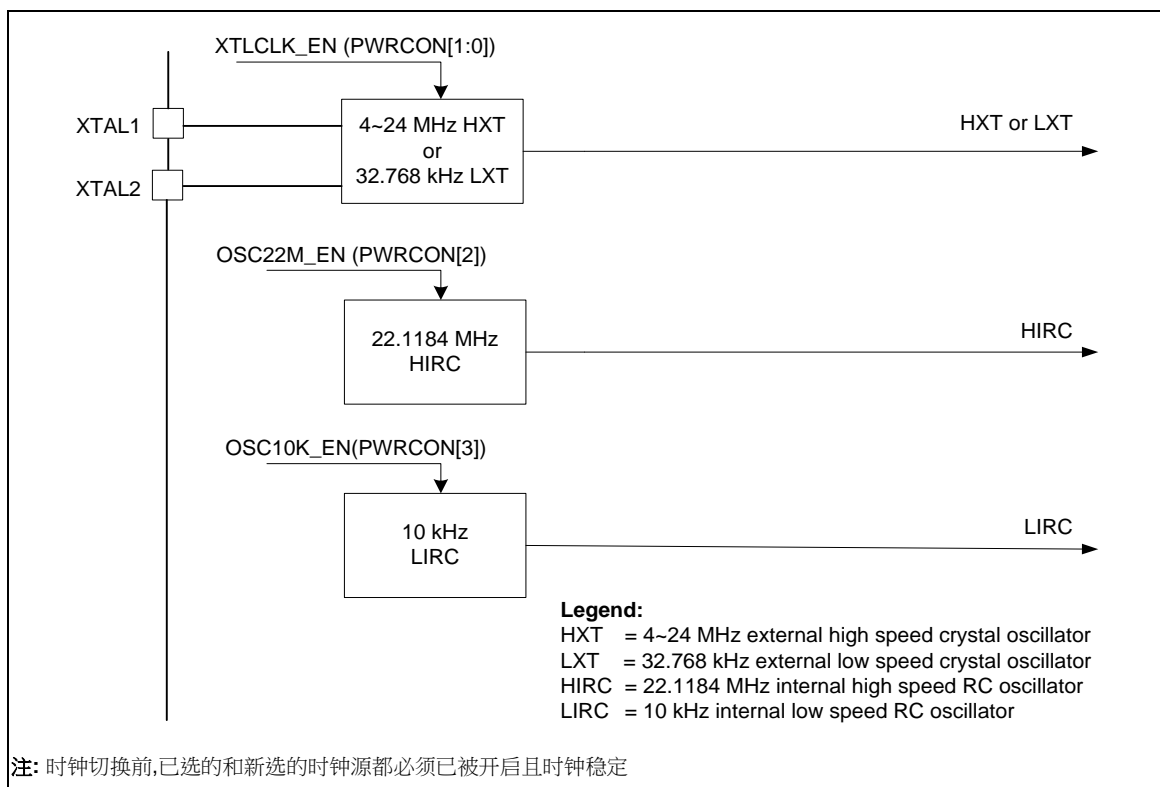 XTLCLK_EN (PWRCON[1:0])
XTAL1
XTAL2
4~24 MHz HXT
or
32.768 kHz LXT
HXT or LXT
OSC22M_EN (PWRCON[2])
22.1184 MHz
HIRC
HIRC
OSC10K_EN(PWRCON[3])
10 kHz
LIRC
LIRC
Legend:
HXT = 4~24 MHz external high speed crystal oscillator
LXT = 32.768 kHz external low speed crystal oscillator
HIRC = 22.1184 MHz internal high speed RC oscillator
LIRC = 10 kHz internal low speed RC oscillator
注: 时钟切换前,已选的和新选的时钟源都必须已被开启且时钟稳定